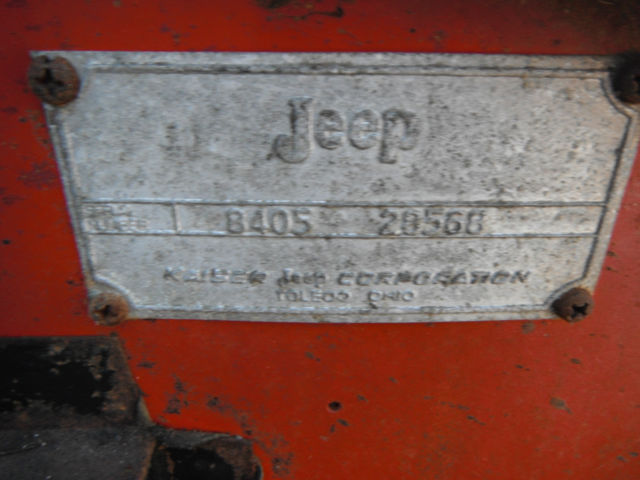 Jeep
8405 28568
KAISER Jeep CORPORATION
TOLEDO OHIO